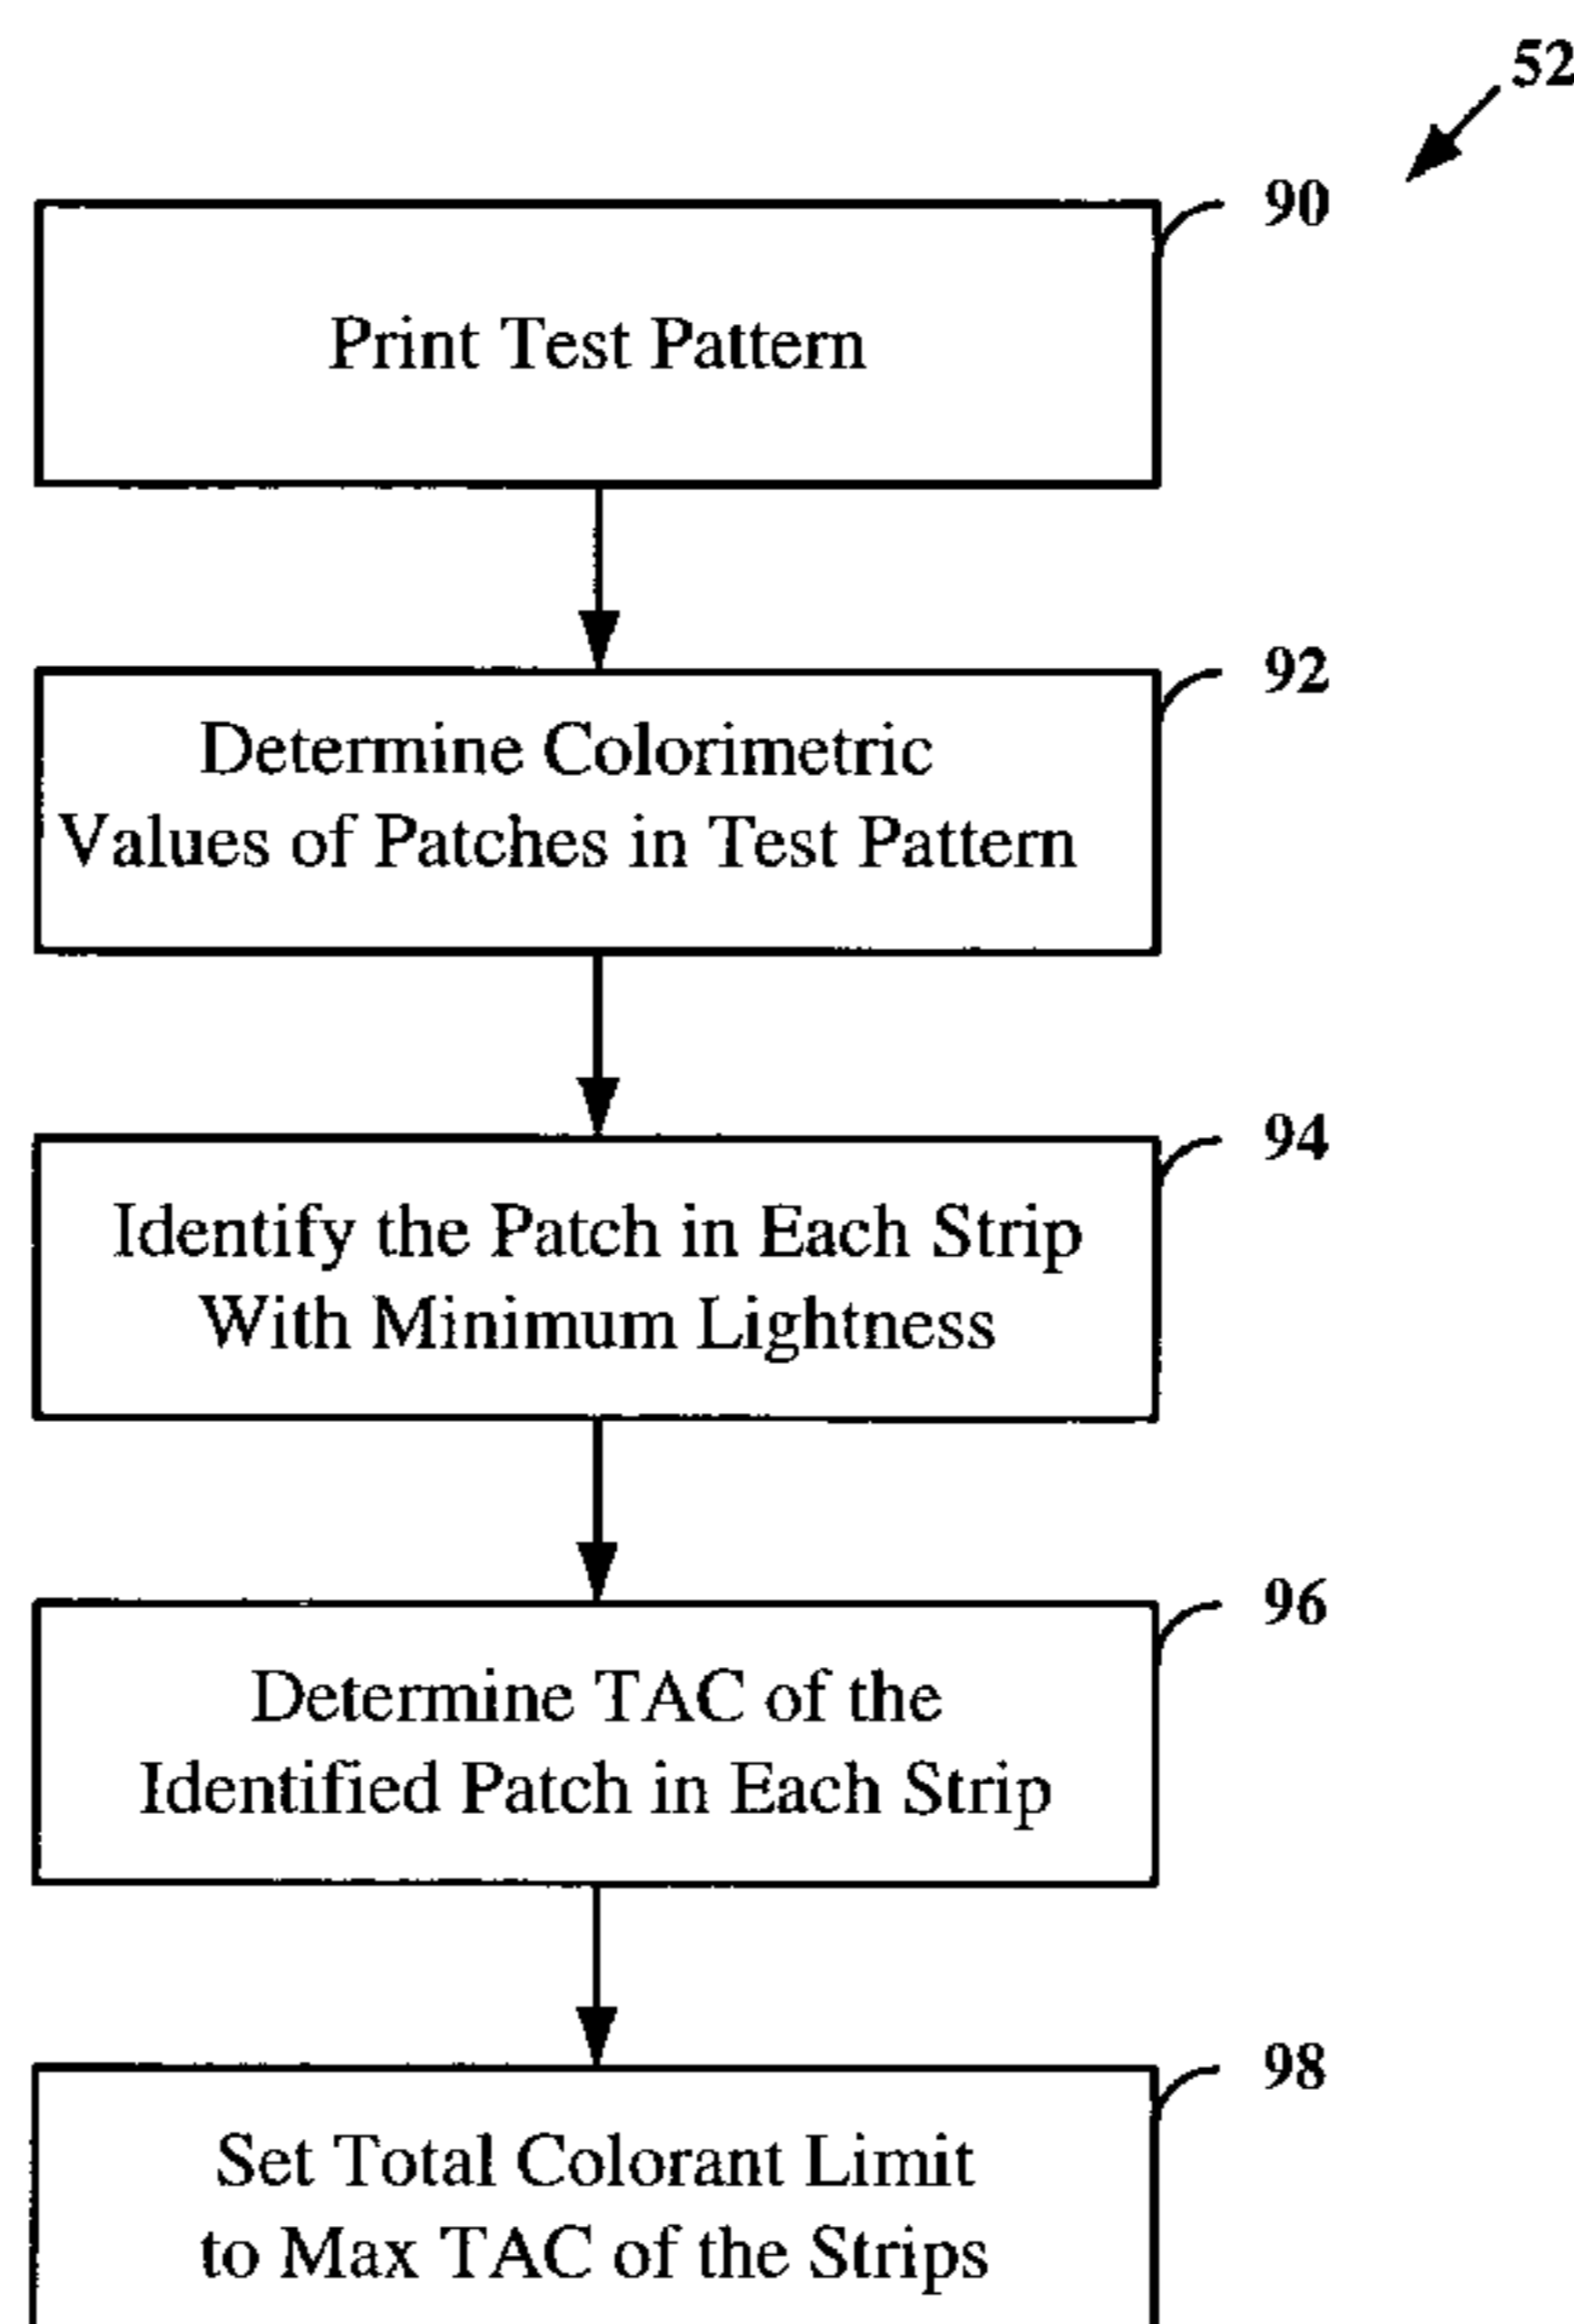 52
90
Print Test Pattern
92
Determine Colorimetric
Values of Patches in Test Pattern
94
Identify the Patch in Each Strip
With Minimum Lightness
96
Determine TAC of the
Identified Patch in Each Strip
98
Set Total Colorant Limit
to Max TAC of the Strips